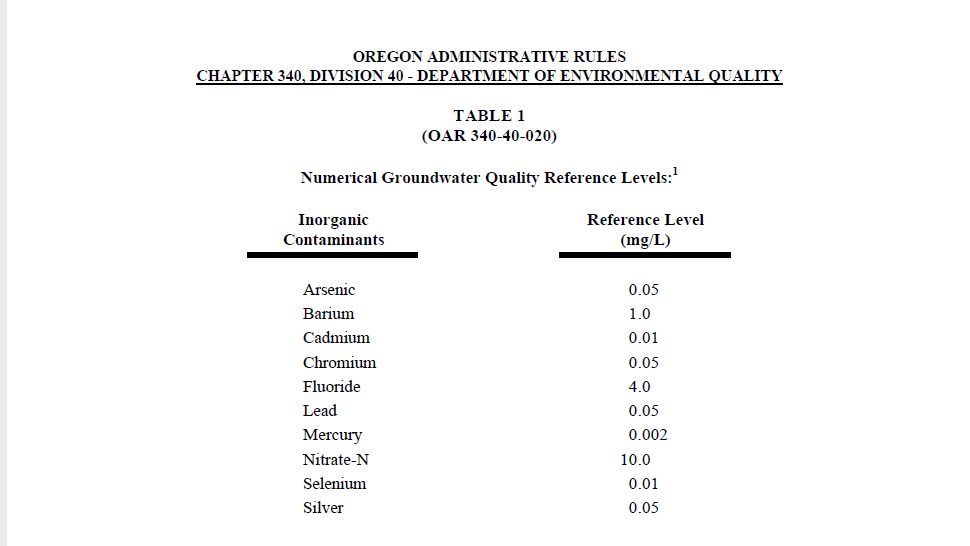 OREGON ADMINISTRATIVE RULES
CHAPTER 340, DIVISION 40 - DEPARTMENT OF ENVIRONMENTAL QUALITY
TABLE 1
(OAR 340-40-020)
Numerical Groundwater Quality Reference Levels:1
Inorganic Contaminants Reference Level (mg/L)
Arsenic 0.05
Barium 1.0
Cadmium 0.01
Chromium 0.05
Fluoride 4.0
Lead 0.05
Mercury 0.002
Nitrate-N 10.0
Selenium 0.01
Silver 0.05